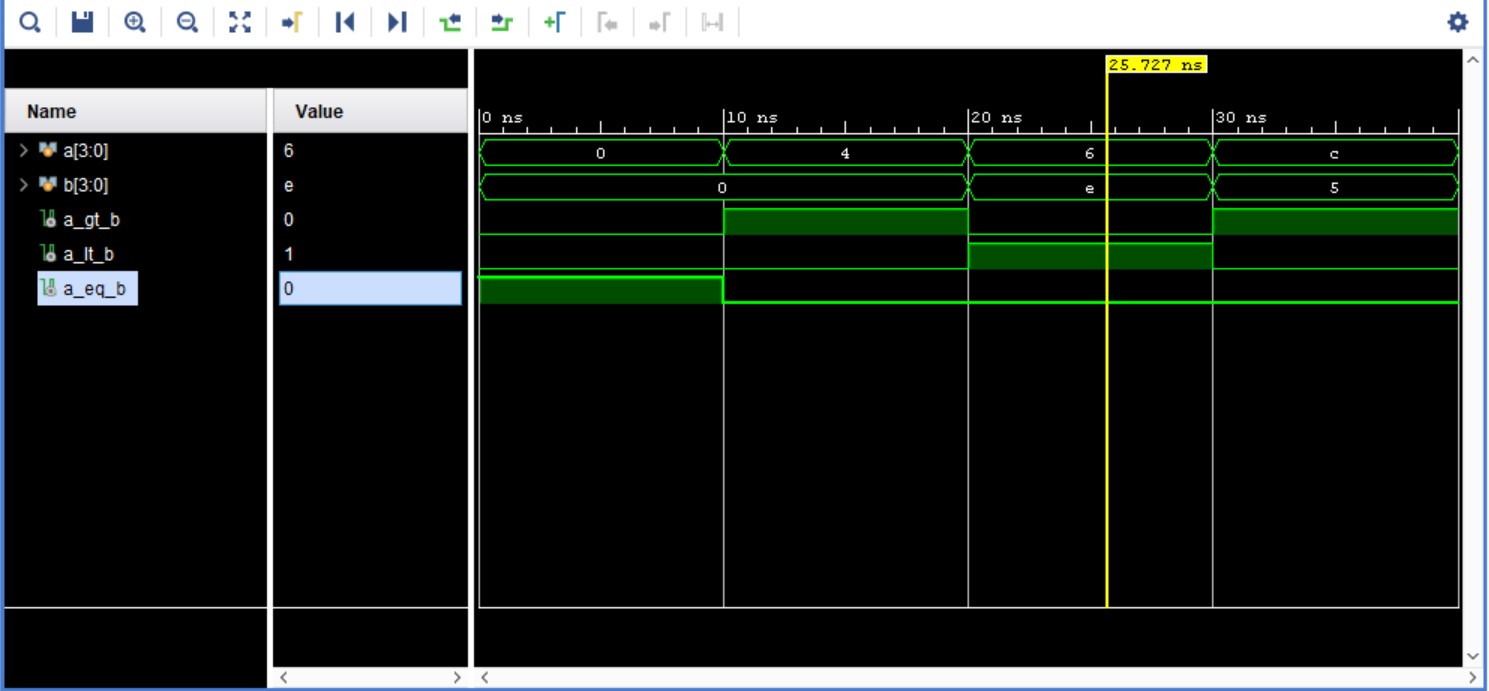 25.727 ns
Name Value 0 ns 10 ns 20 ns 30 ns
a[3:0] 6 0 4 6 c
b[3:0] e 0 e 5
a_gt_b 0
a_lt_b 1
a_eq_b 0